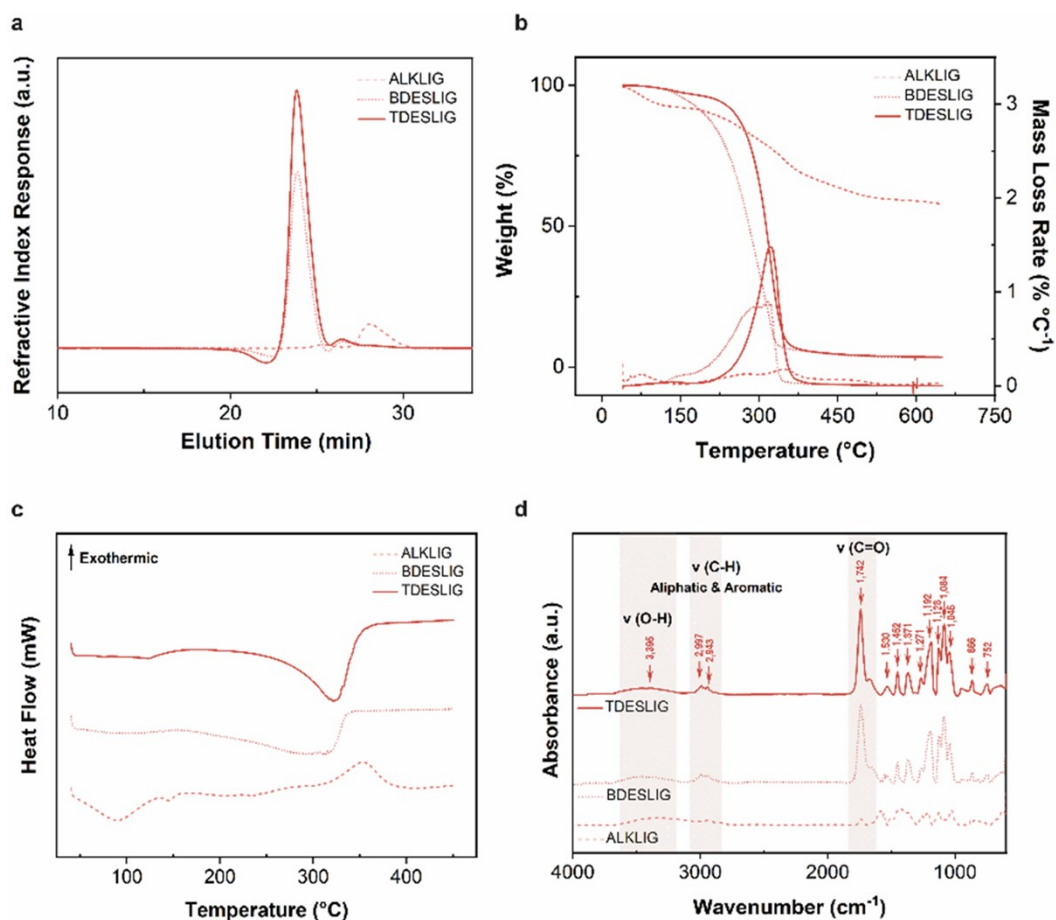 a
Refractive Index Response (a.u.)
ALKLIG
BDESLIG
TDESLIG
10
20
30
Elution Time (min)
b
Weight (%)
100
50
0
ALKLIG
BDESLIG
TDESLIG
3
2
1
0
Mass Loss Rate (% °C⁻¹)
0
150
300
450
600
750
Temperature (°C)
c
Heat Flow (mW)
Exothermic
ALKLIG
BDESLIG
TDESLIG
100
200
300
400
Temperature (°C)
d
Absorbance (a.u.)
ν (O-H)
3,395
ν (C-H)
Aliphatic & Aromatic
2,997
2,943
ν (C=O)
1,742
1,530
1,452
1,371
1,271
1,192
1,128
1,084
1,045
866
752
TDESLIG
BDESLIG
ALKLIG
4000
3000
2000
1000
Wavenumber (cm⁻¹)